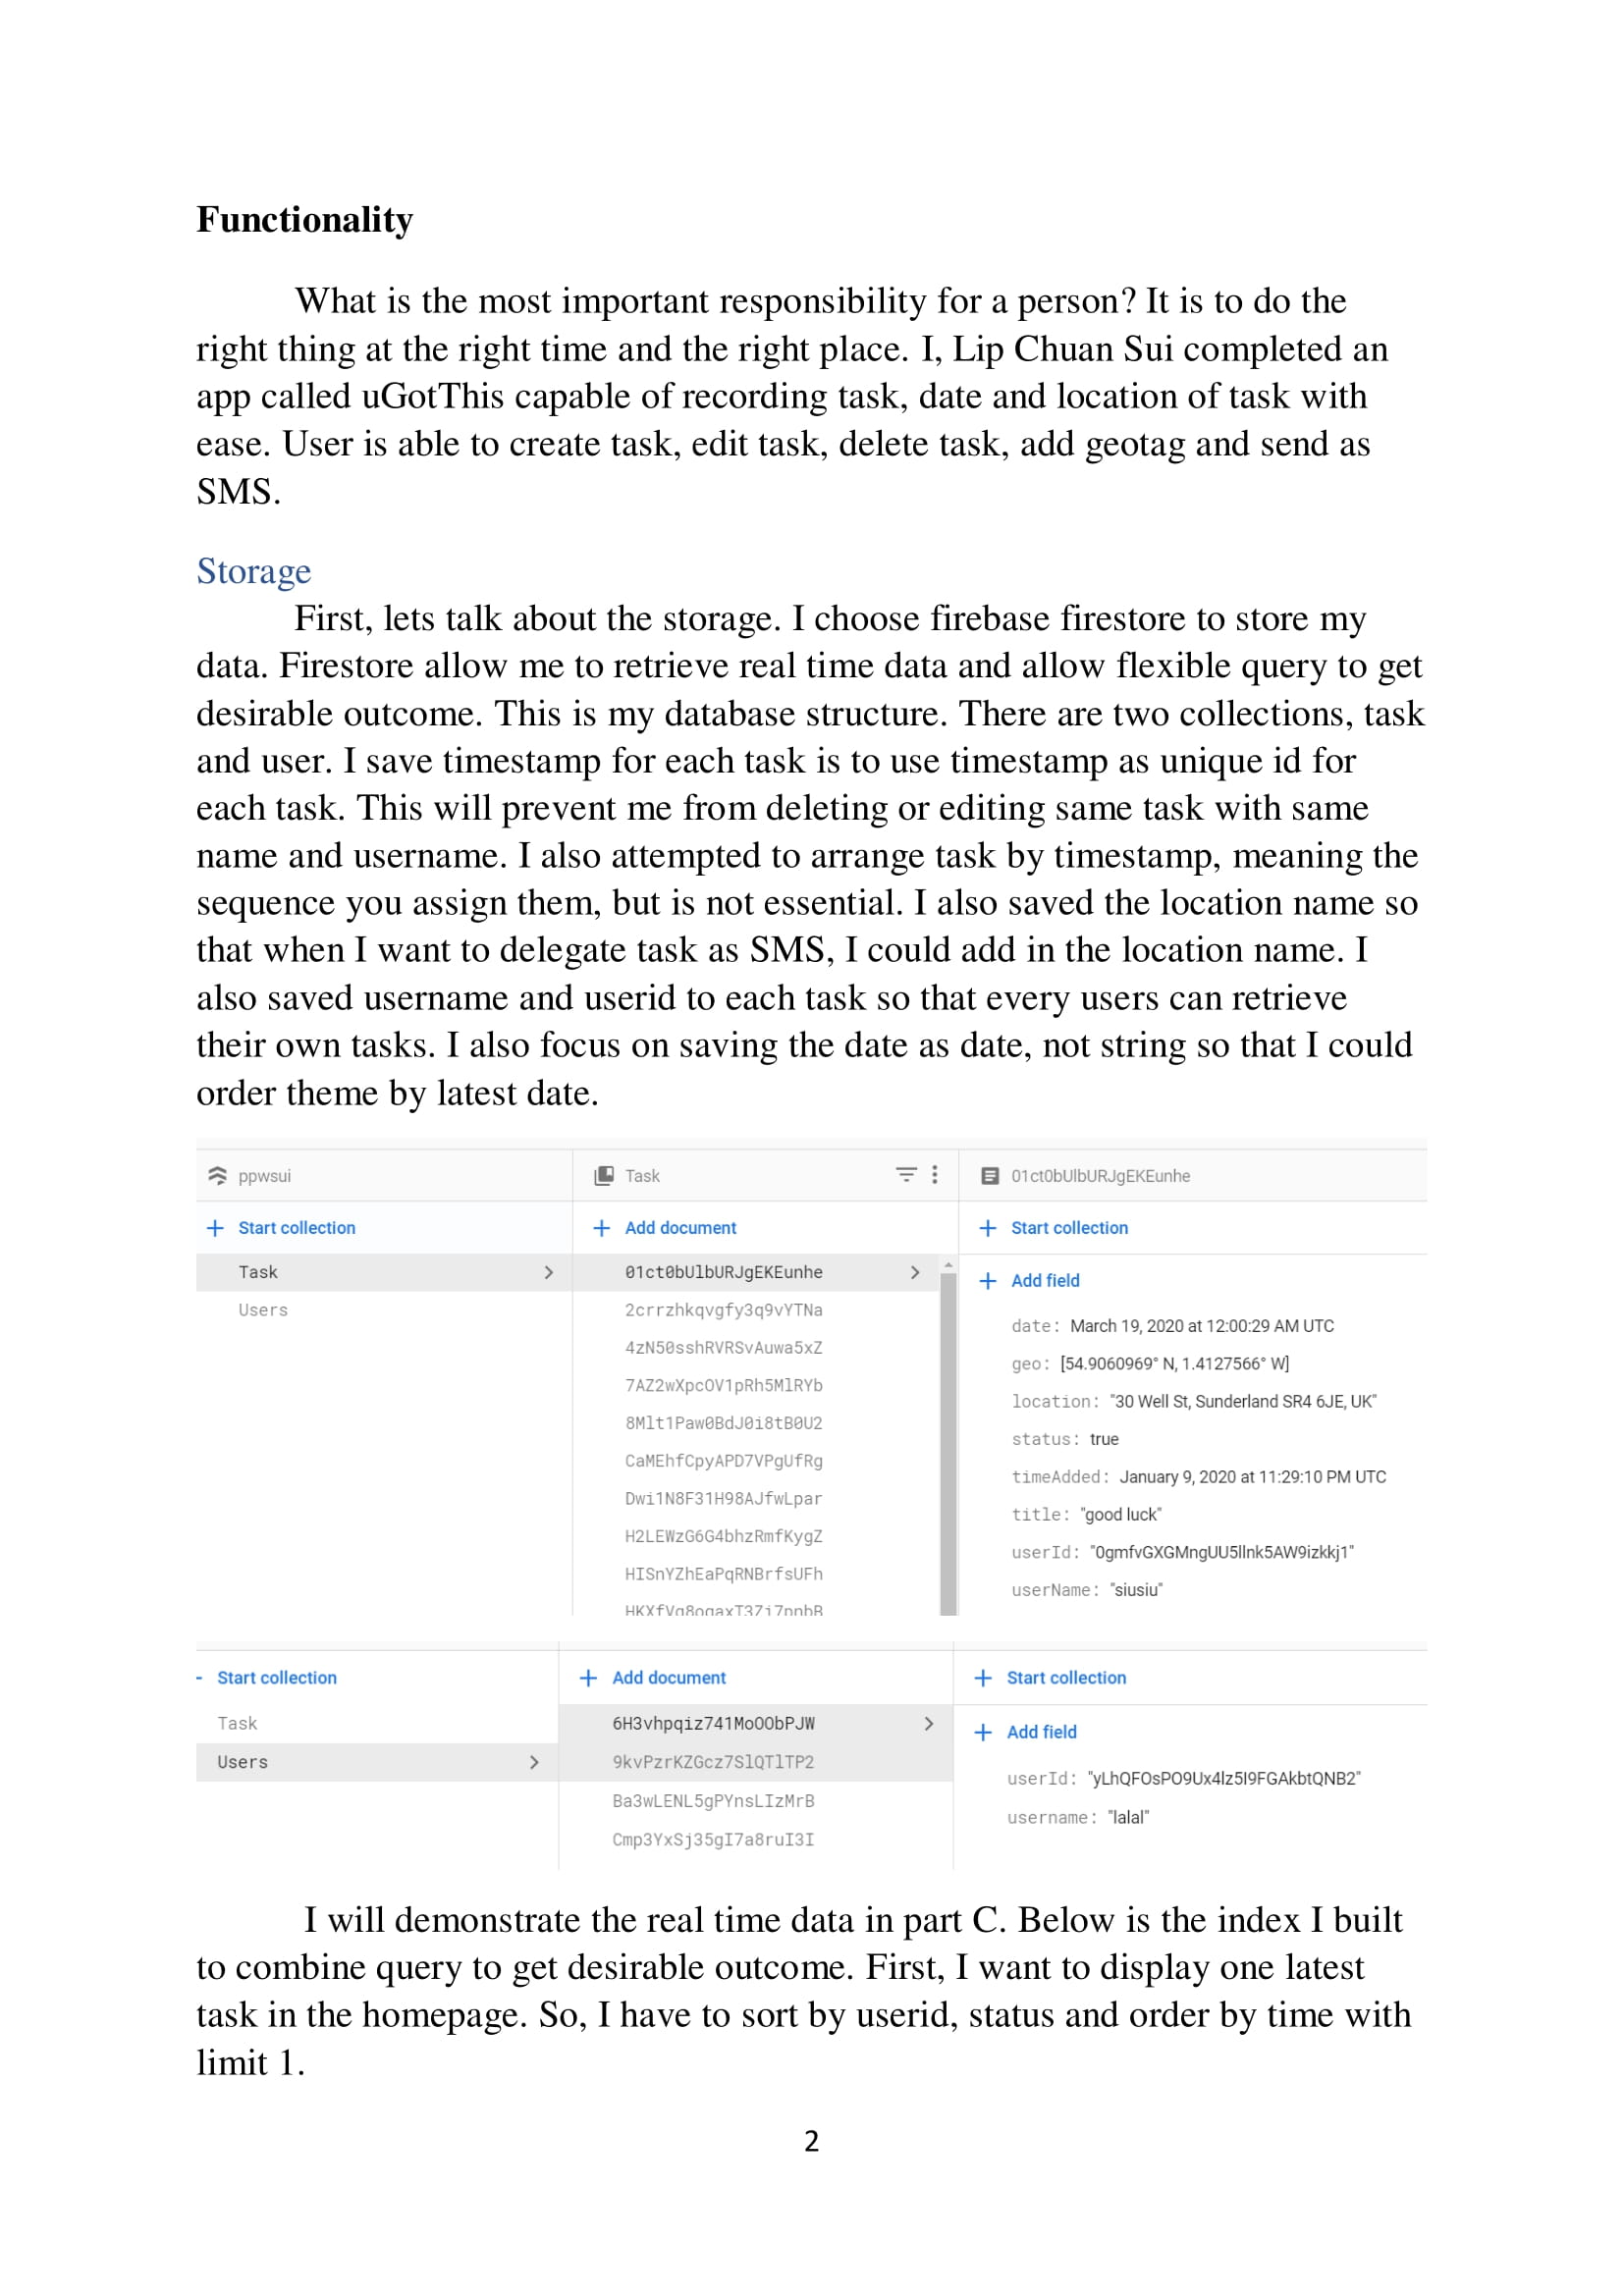 Functionality
What is the most important responsibility for a person? It is to do the
right thing at the right time and the right place. I, Lip Chuan Sui completed an
app called uGotThis capable of recording task, date and location of task with
ease. User is able to create task, edit task, delete task, add geotag and send as
SMS.
Storage
First, lets talk about the storage. I choose firebase firestore to store my
data. Firestore allow me to retrieve real time data and allow flexible query to get
desirable outcome. This is my database structure. There are two collections, task
and user. I save timestamp for each task is to use timestamp as unique id for
each task. This will prevent me from deleting or editing same task with same
name and username. I also attempted to arrange task by timestamp, meaning the
sequence you assign them, but is not essential. I also saved the location name so
that when I want to delegate task as SMS, I could add in the location name. I
also saved username and userid to each task so that every users can retrieve
their own tasks. I also focus on saving the date as date, not string so that I could
order theme by latest date.
ppwsui
Start collection
Task
Users
Task
Add document
01ct0bUlbURJgEKEunhe
2crrzhkqvgfy3q9vYTNa
4zN50sshRVRSvAuwa5xZ
7AZ2wXpcOV1pRh5MlRYb
8Mlt1Paw0BdJ0i8tB0U2
CaMEhfCpyAPD7VPgUfRg
Dwi1N8F31H98AJfwLpar
H2LEWzG6G4bhzRmfKygZ
HISnYZhEaPqRNBrfsUFh
01ct0bUlbURJgEKEunhe
Start collection
Add field
date: March 19, 2020 at 12:00:29 AM UTC
geo: [54.9060969° N, 1.4127566° W]
location: "30 Well St, Sunderland SR4 6JE, UK"
status: true
timeAdded: January 9, 2020 at 11:29:10 PM UTC
title: "good luck"
userId: "0gmfvGXGMngUU5lInk5AW9izkkj1"
userName: "siusiu"
Start collection
Task
Users
Add document
6H3vhpqiz741MoOObPJW
9kvPzrKZGcz7SlQTlTP2
Ba3wLENL5gPYnsLIzMrB
Cmp3YxSj35gI7a8ruI3I
Start collection
Add field
userId: "yLhQFOsPO9Ux4lz5I9FGAkbtQNB2"
username: "lalal"
I will demonstrate the real time data in part C. Below is the index I built
to combine query to get desirable outcome. First, I want to display one latest
task in the homepage. So, I have to sort by userid, status and order by time with
limit 1.
2